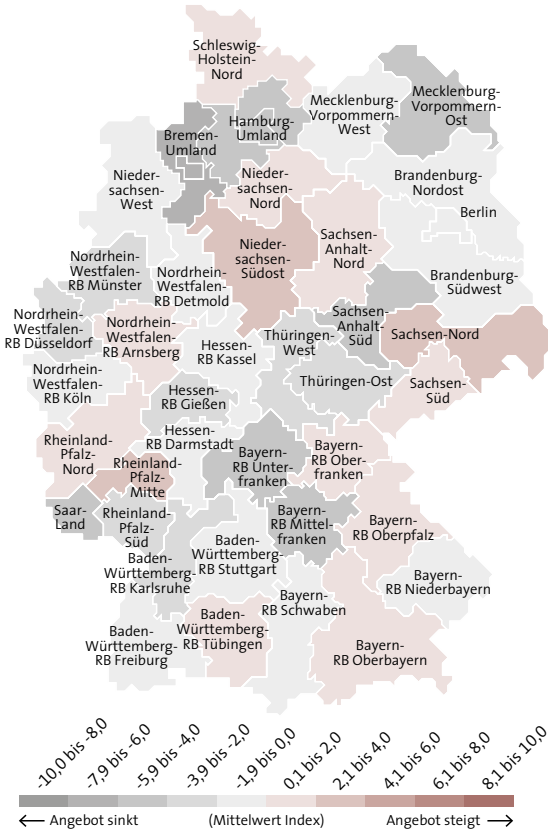 Schleswig-
Holstein-
Nord
Mecklenburg-
Vorpommern-
Ost
Mecklenburg-
Vorpommern-
West
Hamburg-
Umland
Bremen-
Umland
Nieder-
sachsen-
West
Nieder-
sachsen-
Nord
Brandenburg-
Nordost
Berlin
Sachsen-
Anhalt-
Nord
Nieder-
sachsen-
Südost
Nordrhein-
Westfalen-
RB Münster
Nordrhein-
Westfalen-
RB Detmold
Brandenburg-
Südwest
Nordrhein-
Westfalen-
RB Düsseldorf
Nordrhein-
Westfalen-
RB Arnsberg
Sachsen-
Anhalt-
Süd
Sachsen-Nord
Thüringen-
West
Hessen-
RB Kassel
Nordrhein-
Westfalen-
RB Köln
Thüringen-Ost
Sachsen-
Süd
Hessen-
RB Gießen
Hessen-
RB Darmstadt
Rheinland-
Pfalz-
Nord
Rheinland-
Pfalz-
Mitte
Bayern-
RB Unter-
franken
Bayern-
RB Ober-
franken
Saar-
Land
Rheinland-
Pfalz-
Süd
Bayern-
RB Mittel-
franken
Bayern-
RB Oberpfalz
Baden-
Württemberg-
RB Stuttgart
Baden-
Württemberg-
RB Karlsruhe
Bayern-
RB Niederbayern
Bayern-
RB Schwaben
Baden-
Württemberg-
RB Tübingen
Baden-
Württemberg-
RB Freiburg
Bayern-
RB Oberbayern
-10,0 bis -8,0
-7,9 bis -6,0
-5,9 bis -4,0
-3,9 bis -2,0
-1,9 bis 0,0
0,1 bis 2,0
2,1 bis 4,0
4,1 bis 6,0
6,1 bis 8,0
8,1 bis 10,0
← Angebot sinkt (Mittelwert Index) Angebot steigt →